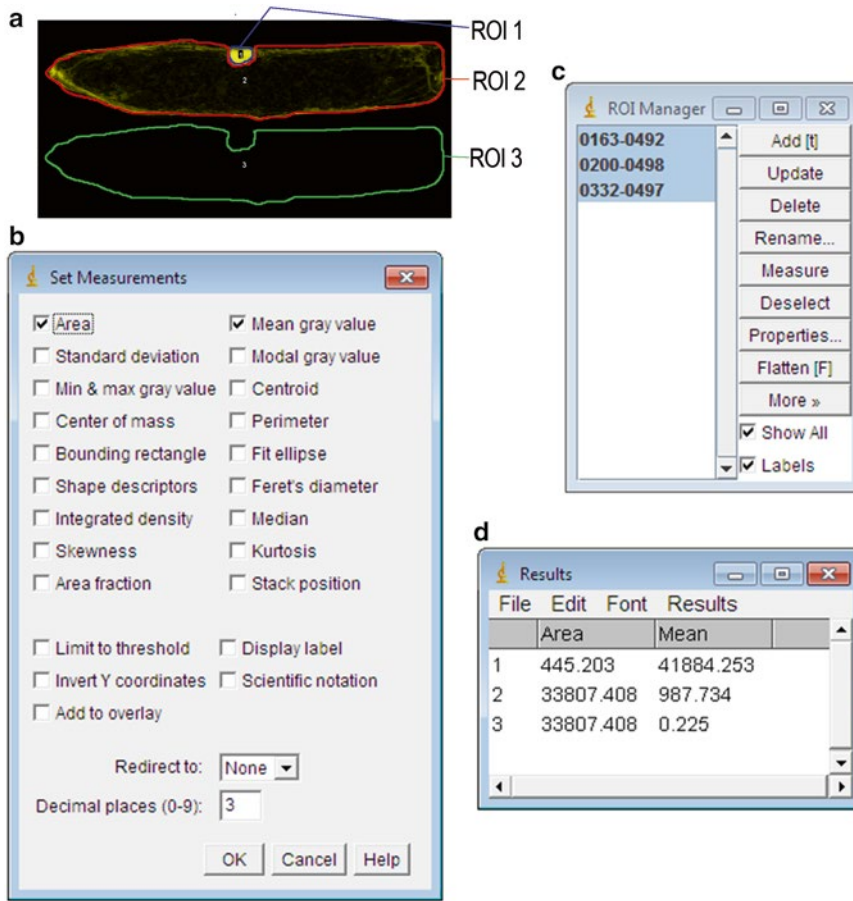 a
ROI 1
2
ROI 2
3
ROI 3
b
Set Measurements
Area
Mean gray value
Standard deviation
Modal gray value
Min & max gray value
Centroid
Center of mass
Perimeter
Bounding rectangle
Fit ellipse
Shape descriptors
Feret's diameter
Integrated density
Median
Skewness
Kurtosis
Area fraction
Stack position
Limit to threshold
Display label
Invert Y coordinates
Scientific notation
Add to overlay
Redirect to: None
Decimal places (0-9): 3
OK Cancel Help
c
ROI Manager
0163-0492
0200-0498
0332-0497
Add [t]
Update
Delete
Rename...
Measure
Deselect
Properties...
Flatten [F]
More »
Show All
Labels
d
Results
File Edit Font Results
Area Mean
1 445.203 41884.253
2 33807.408 987.734
3 33807.408 0.225